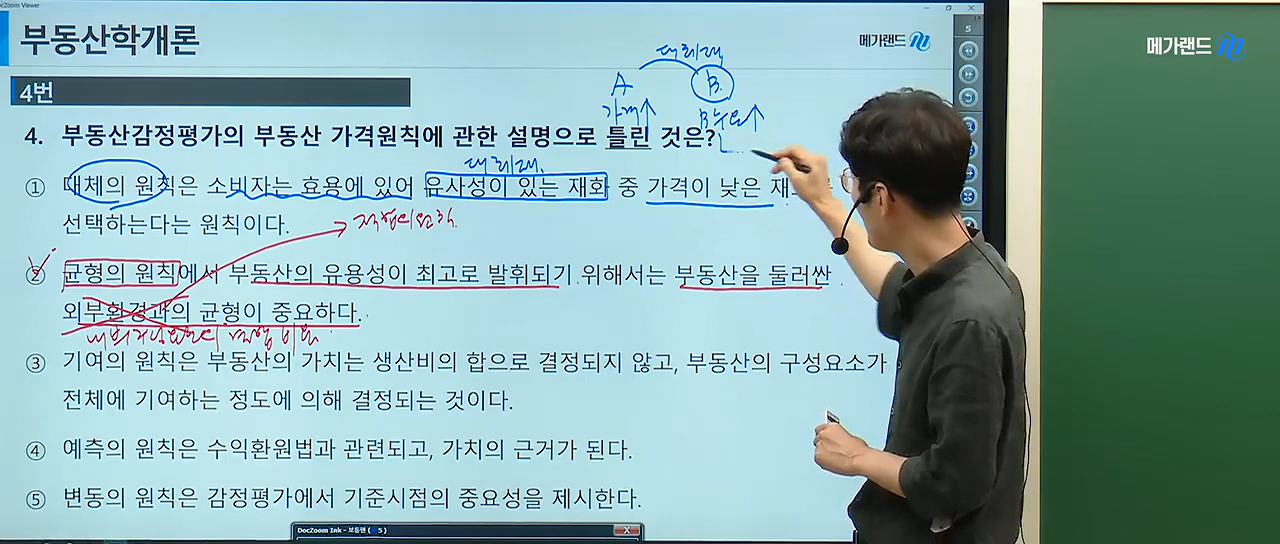 DocZoom Viewer
부동산학개론
메가랜드
메가랜드
5
4번
대체재
A
B
가격↑
B수요↑
4. 부동산감정평가의 부동산 가격원칙에 관한 설명으로 틀린 것은?
대체재
① 대체의 원칙은 소비자는 효용에 있어 유사성이 있는 재화 중 가격이 낮은
선택하는다는 원칙이다.
적합의 원칙
② 균형의 원칙에서 부동산의 유용성이 최고로 발휘되기 위해서는 부동산을 둘러싼
외부환경과의 균형이 중요하다.
③ 기여의 원칙은 부동산의 가치는 생산비의 합으로 결정되지 않고, 부동산의 구성요소가
전체에 기여하는 정도에 의해 결정되는 것이다.
④ 예측의 원칙은 수익환원법과 관련되고, 가치의 근거가 된다.
⑤ 변동의 원칙은 감정평가에서 기준시점의 중요성을 제시한다.
DocZoom Ink - 보통펜 ( 5 )